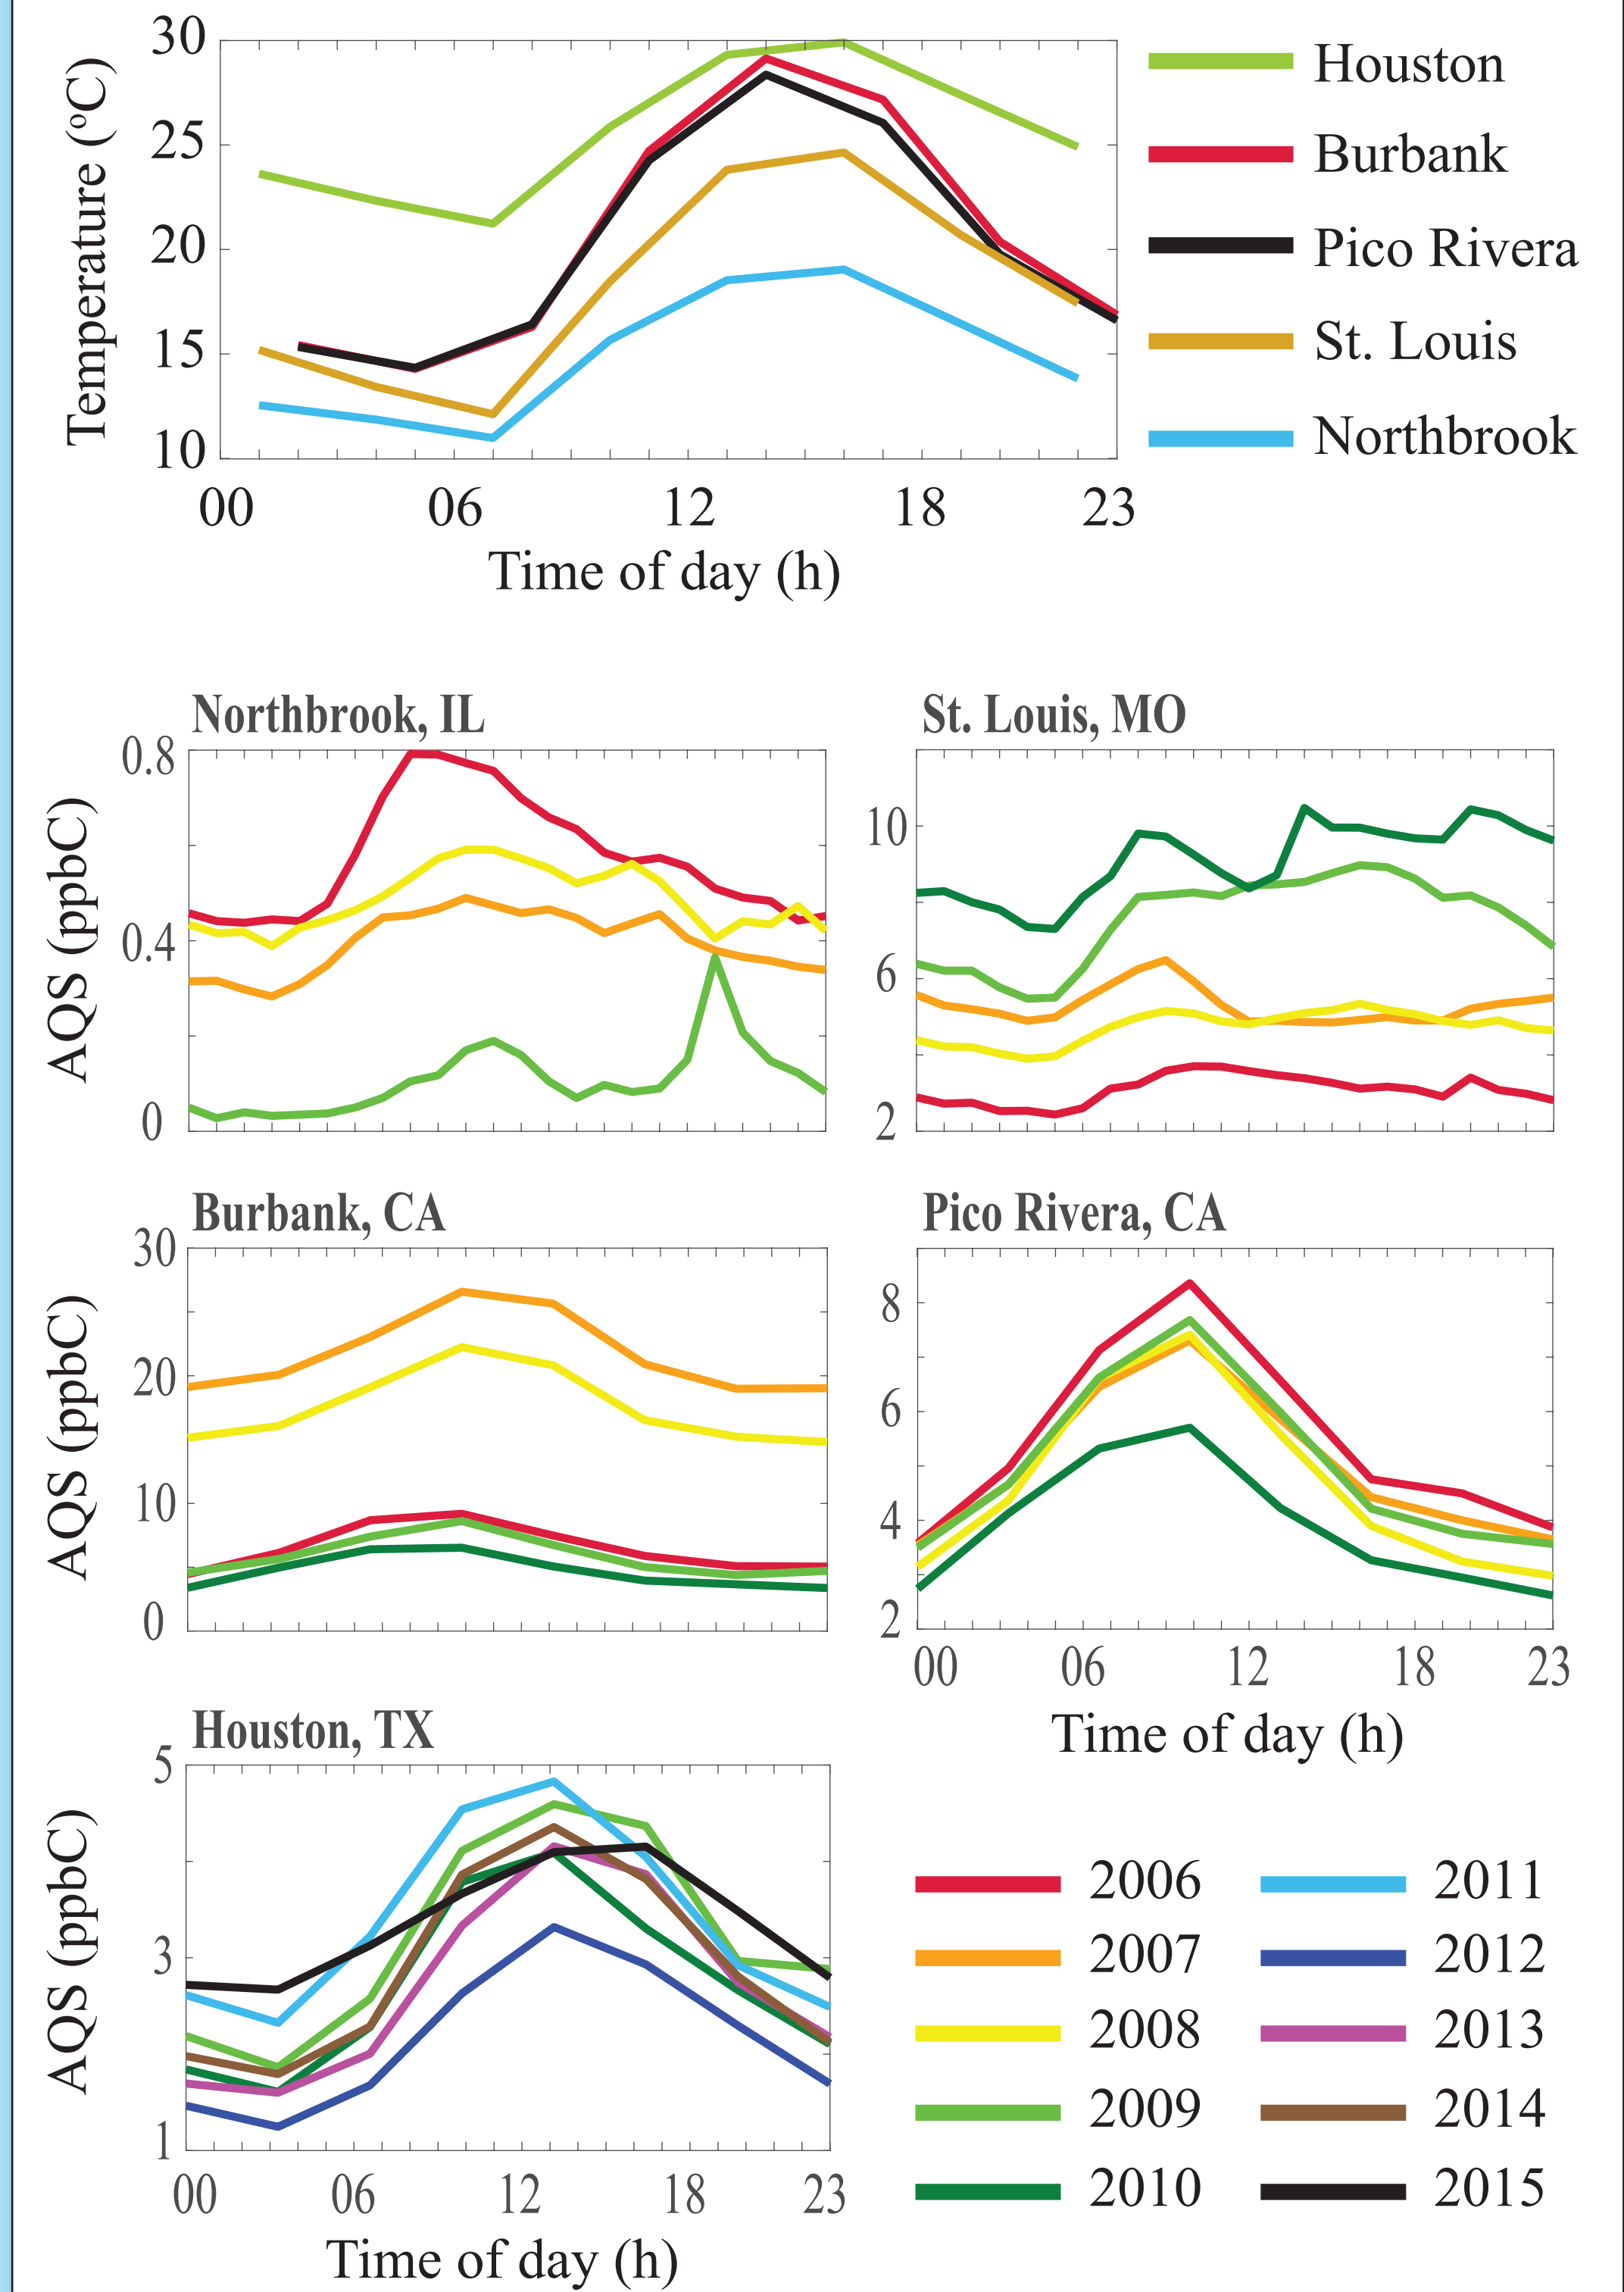 Temperature (°C)
30
25
20
15
10
00 06 12 18 23
Time of day (h)
Houston
Burbank
Pico Rivera
St. Louis
Northbrook
Northbrook, IL
AQS (ppbC)
0.8
0.4
0
St. Louis, MO
10
6
2
Burbank, CA
AQS (ppbC)
30
20
10
0
Pico Rivera, CA
8
6
4
2
00 06 12 18 23
Time of day (h)
Houston, TX
AQS (ppbC)
5
3
1
00 06 12 18 23
Time of day (h)
2006 2011
2007 2012
2008 2013
2009 2014
2010 2015